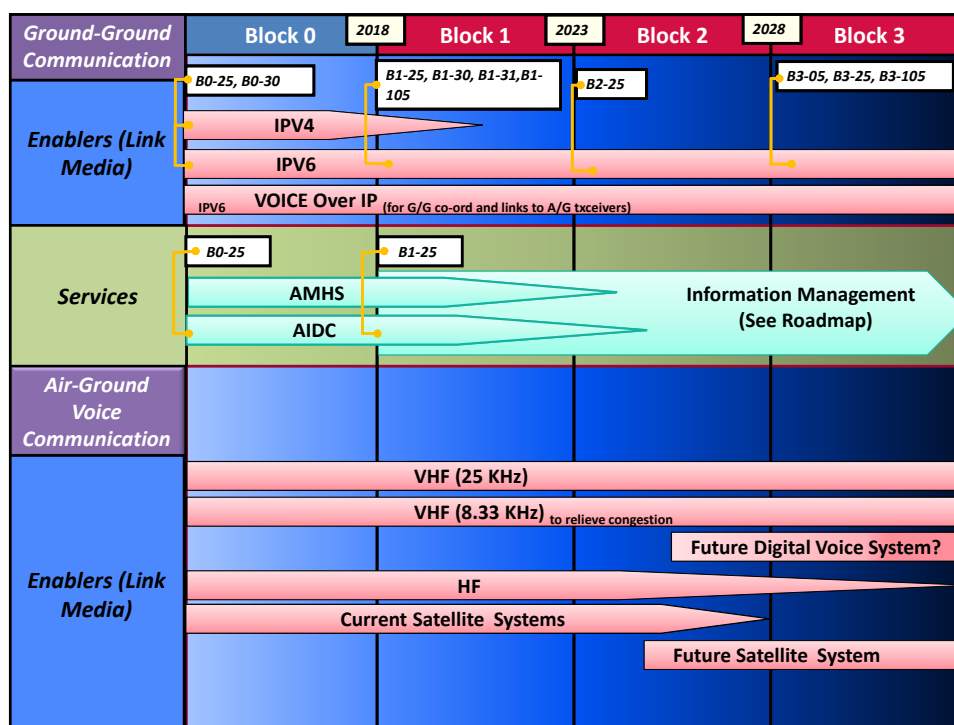 Ground-Ground
Communication
Block 0
2018
Block 1
2023
Block 2
2028
Block 3
B0-25, B0-30
B1-25, B1-30, B1-31,B1-
105
B2-25
B3-05, B3-25, B3-105
Enablers (Link
Media)
IPV4
IPV6
IPV6 VOICE Over IP (for G/G co-ord and links to A/G txceivers)
B0-25
B1-25
Services
AMHS
AIDC
Information Management
(See Roadmap)
Air-Ground
Voice
Communication
Enablers (Link
Media)
VHF (25 KHz)
VHF (8.33 KHz) to relieve congestion
Future Digital Voice System?
HF
Current Satellite Systems
Future Satellite System